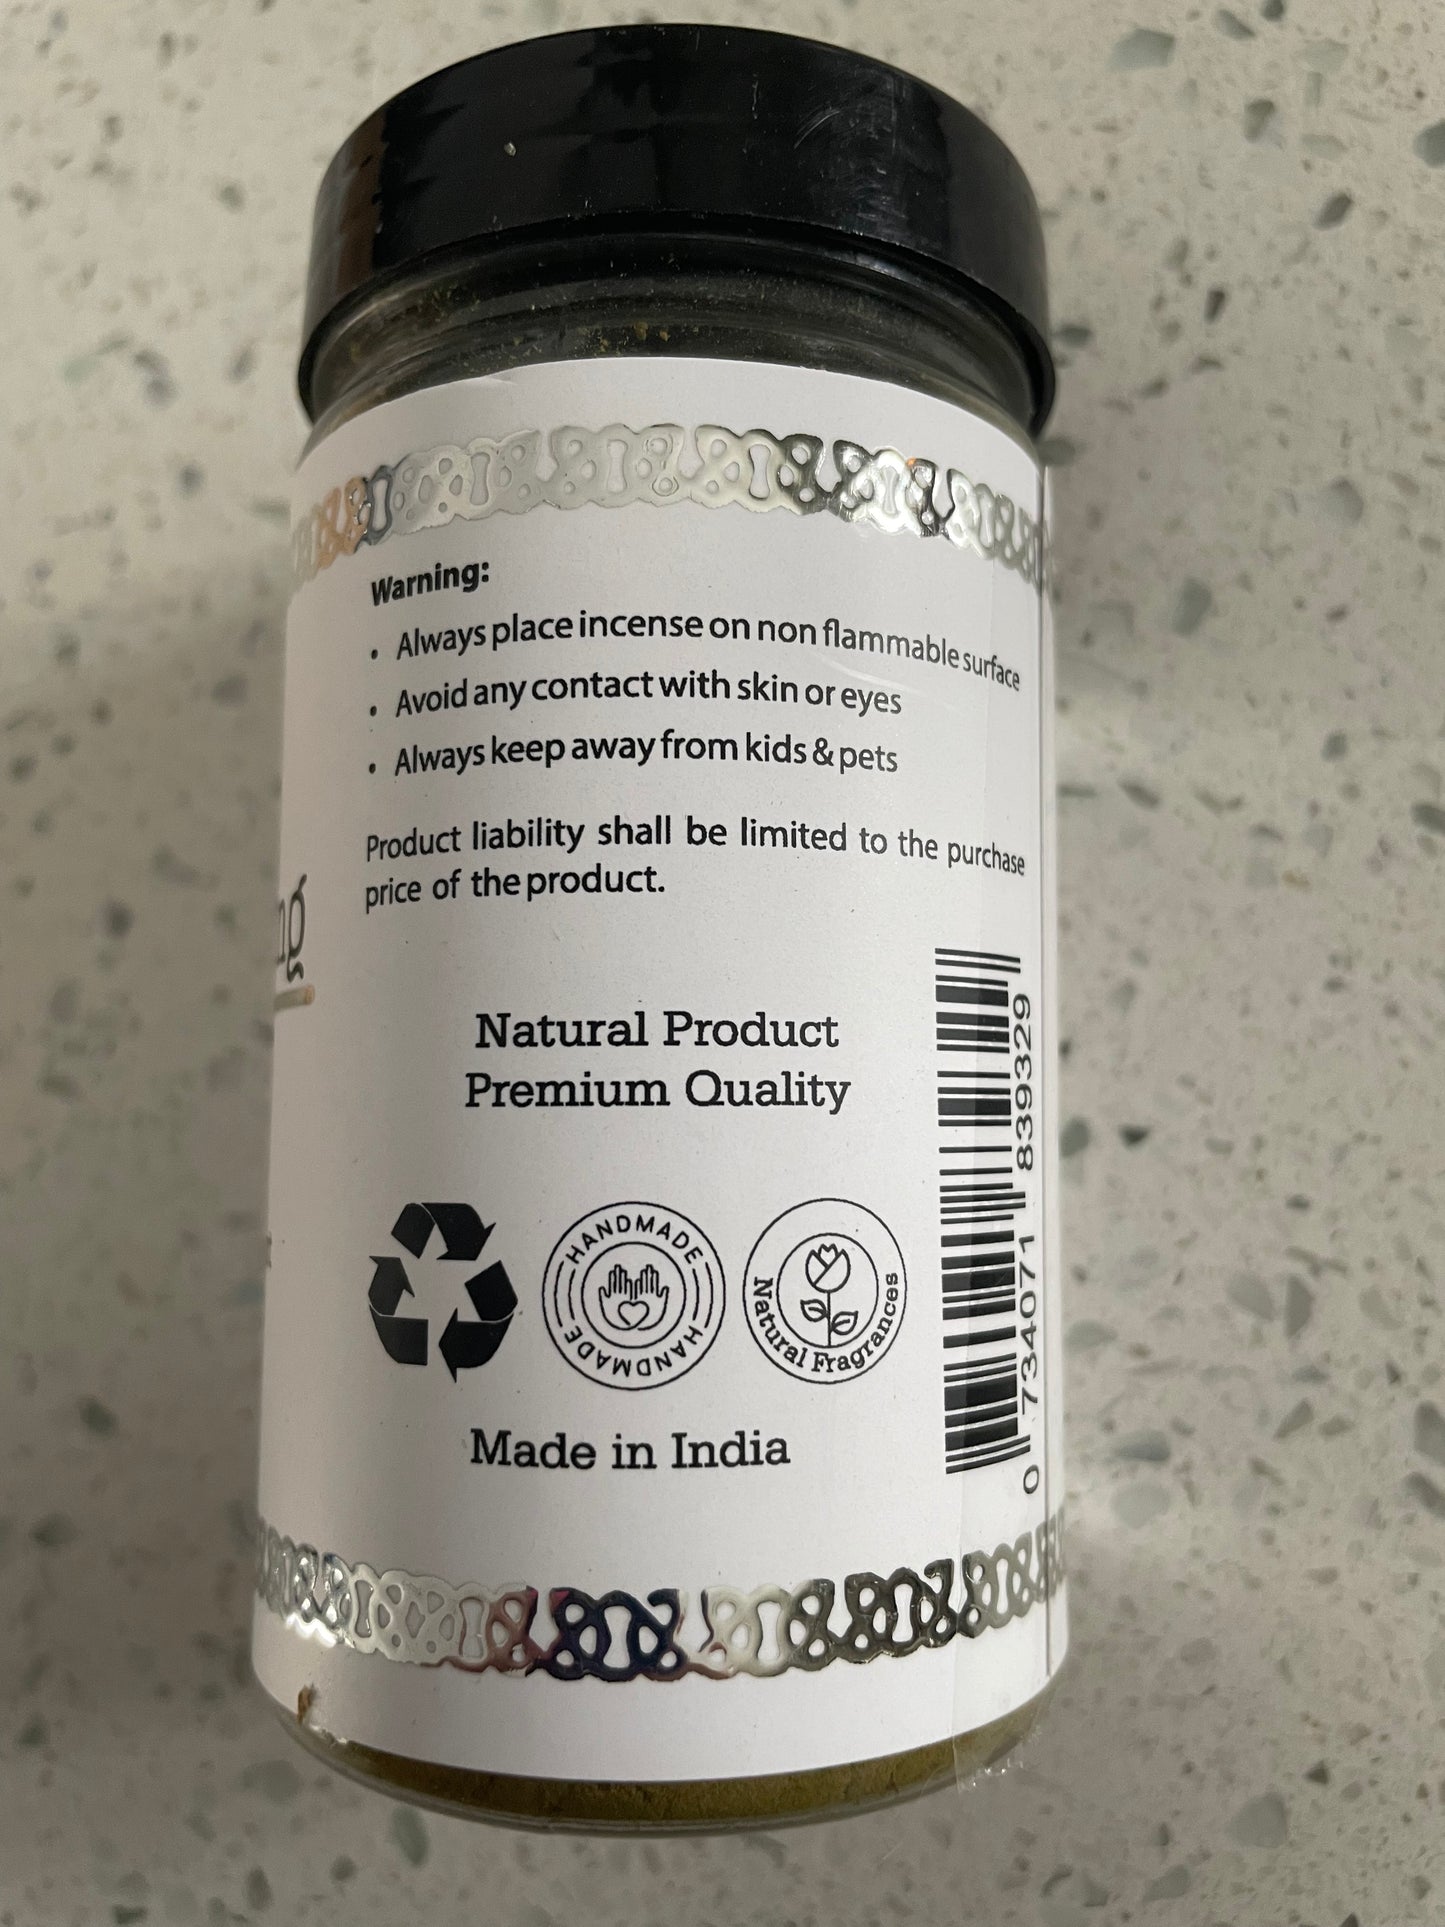 Warning:
• Always place incense on non flammable surface
• Avoid any contact with skin or eyes
• Always keep away from kids & pets
Product liability shall be limited to the purchase
price of the product.
Natural Product
Premium Quality
HANDMADE
HANDMADE
Natural Fragrances
Made in India
0 734071 839329